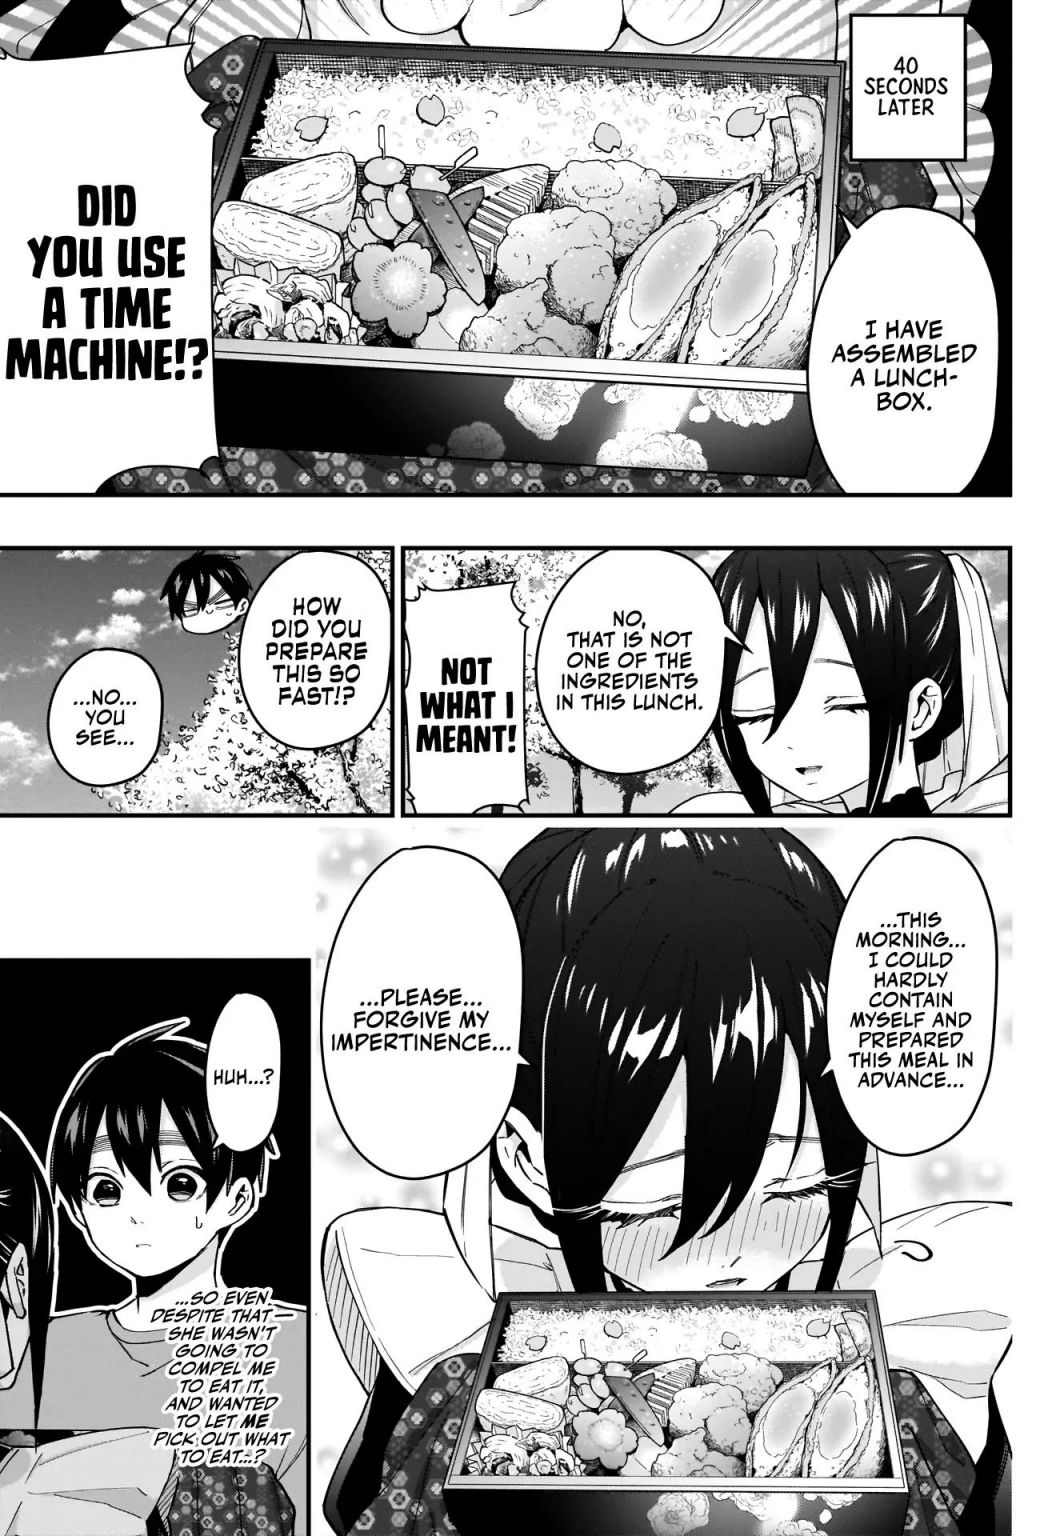 40
SECONDS
LATER
I HAVE
ASSEMBLED
A LUNCH-
BOX.
DID
YOU USE
A TIME
MACHINE!?
NO,
THAT IS NOT
ONE OF THE
INGREDIENTS
IN THIS LUNCH.
NOT
WHAT I
MEANT!
HOW
DID YOU
PREPARE
THIS SO
FAST!?
...NO...
YOU
SEE...
...THIS
MORNING...
I COULD
HARDLY
CONTAIN
MYSELF AND
PREPARED
THIS MEAL IN
ADVANCE...
...PLEASE...
FORGIVE MY
IMPERTINENCE...
HUH...?
...SO EVEN
DESPITE THAT—
SHE WASN'T
GOING TO
COMPEL ME
TO EAT IT,
AND WANTED
TO LET ME
PICK OUT WHAT
TO EAT...?